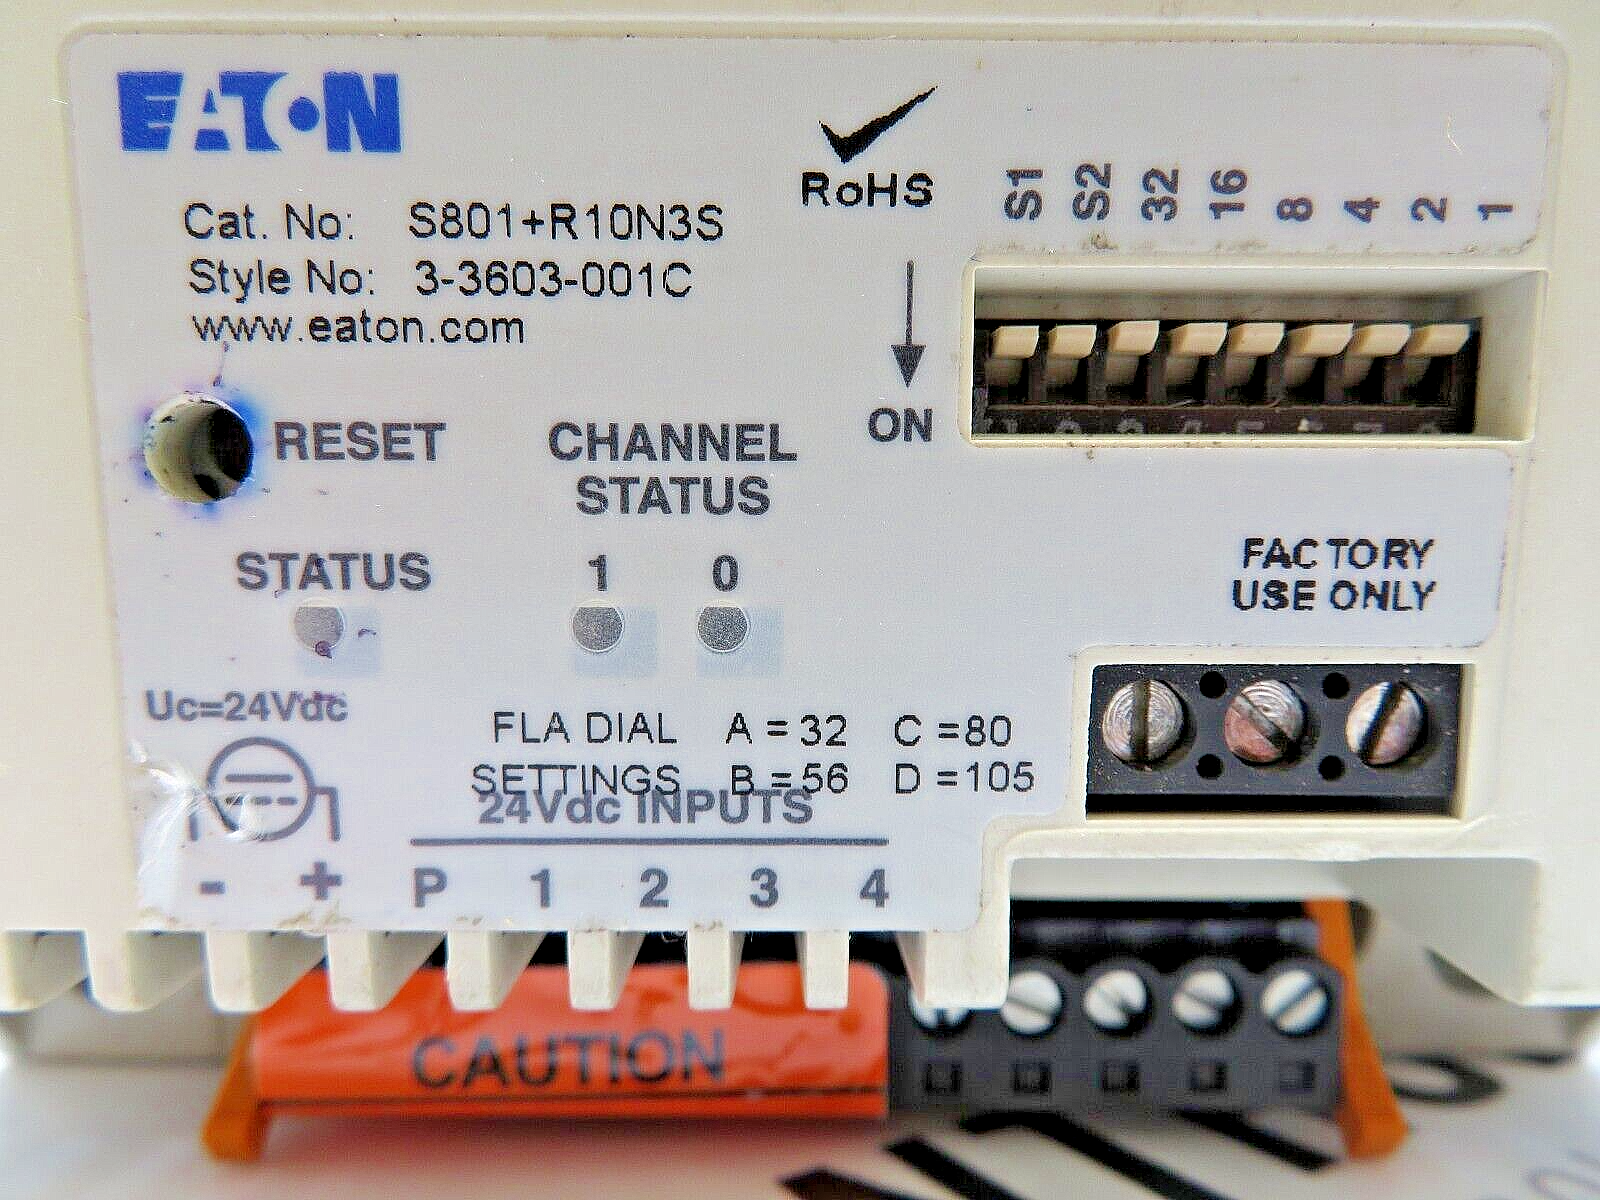 EATON
Cat. No: S801+R10N3S
Style No: 3-3603-001C
www.eaton.com
RoHS
S1 S2 32 16 8 4 2 1
ON
RESET
CHANNEL
STATUS
STATUS 1 0
FACTORY
USE ONLY
Uc=24Vdc
FLA DIAL A = 32 C =80
SETTINGS B =56 D =105
24Vdc INPUTS
- + P 1 2 3 4
CAUTION